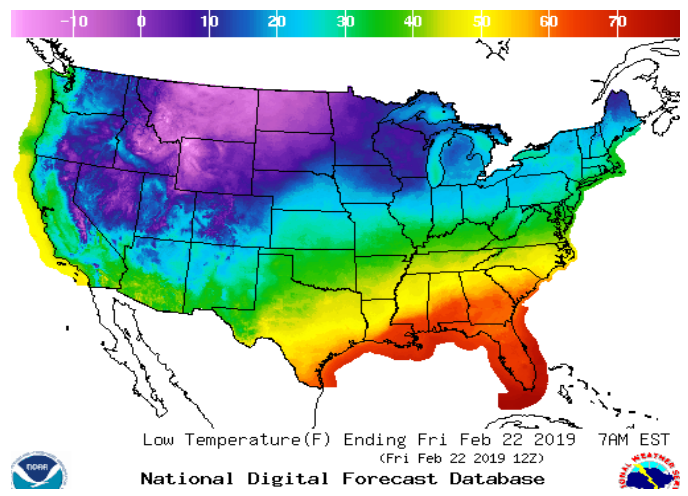 -10 0 10 20 30 40 50 60 70
Low Temperature(F) Ending Fri Feb 22 2019 7AM EST
(Fri Feb 22 2019 12Z)
National Digital Forecast Database
noaa